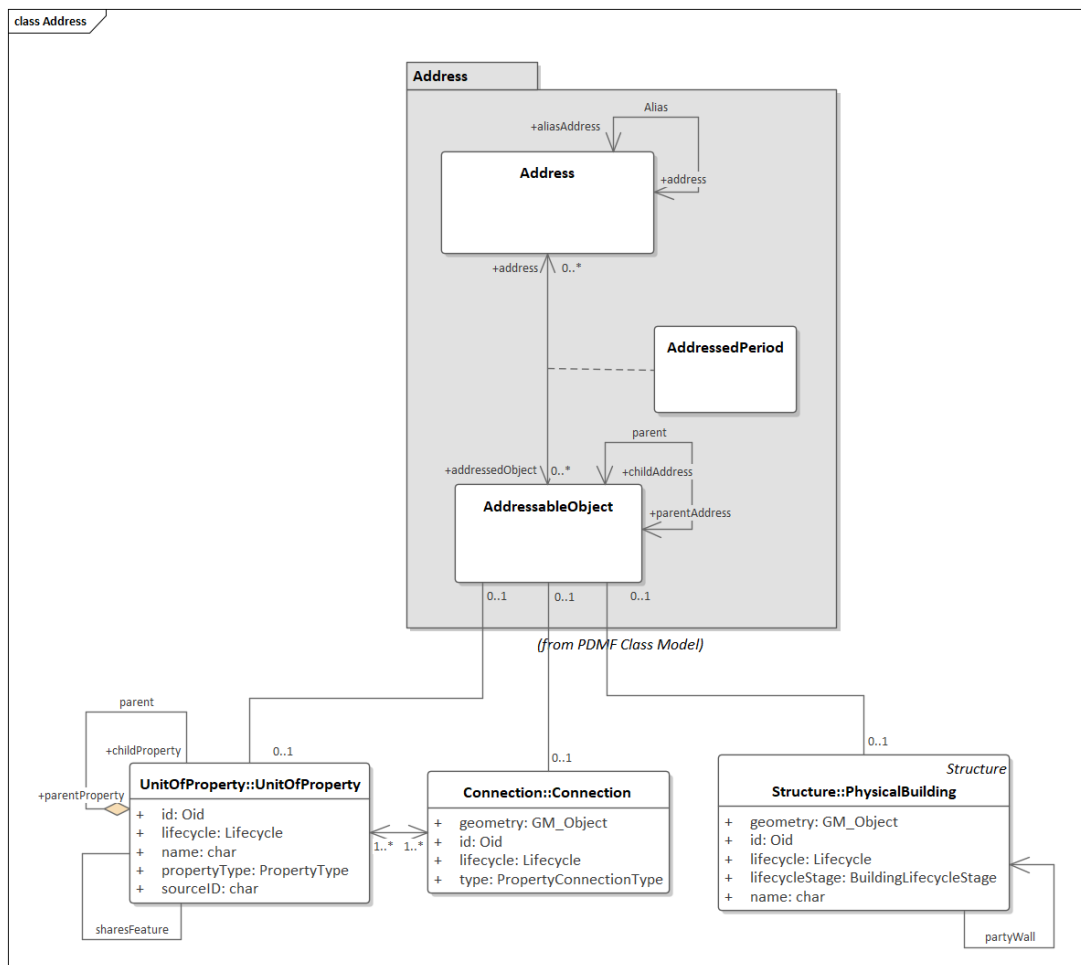 class Address
Address
Alias
+aliasAddress
Address
+address
+address 0..*
AddressedPeriod
parent
+addressedObject 0..*
+childAddress
AddressableObject
+parentAddress
0..1 0..1 0..1
(from PDMF Class Model)
parent
+childProperty
0..1
0..1
0..1
+parentProperty
UnitOfProperty::UnitOfProperty
+ id: Oid
+ lifecycle: Lifecycle
+ name: char
+ propertyType: PropertyType
+ sourceID: char
sharesFeature
1..* 1..*
Connection::Connection
+ geometry: GM_Object
+ id: Oid
+ lifecycle: Lifecycle
+ type: PropertyConnectionType
Structure
Structure::PhysicalBuilding
+ geometry: GM_Object
+ id: Oid
+ lifecycle: Lifecycle
+ lifecycleStage: BuildingLifecycleStage
+ name: char
partyWall